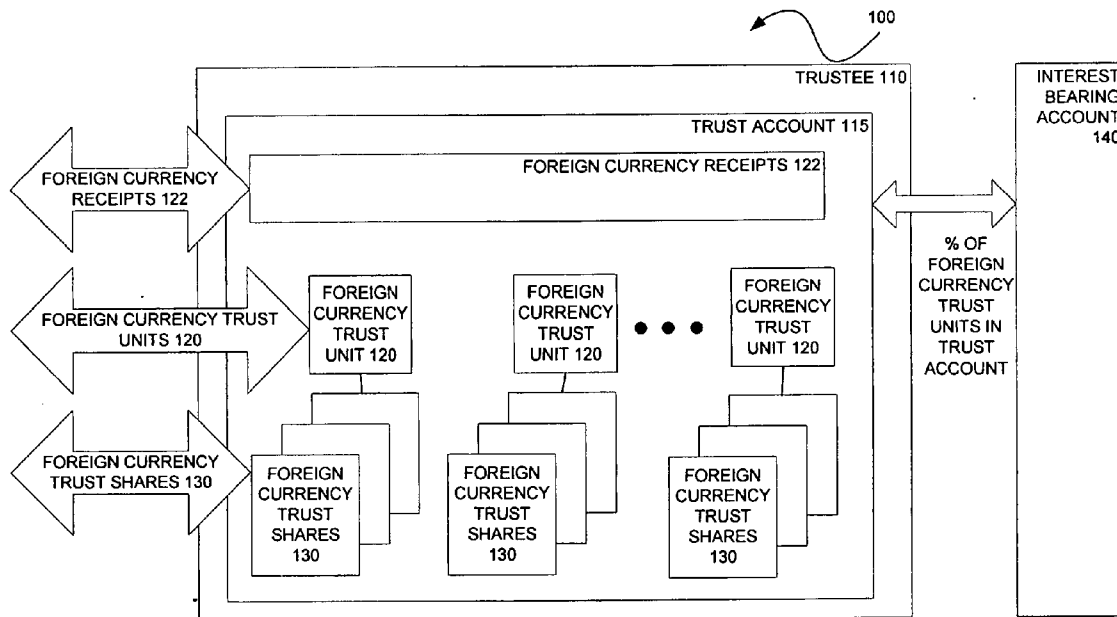 100
TRUSTEE 110
INTEREST
BEARING
ACCOUNT
140
TRUST ACCOUNT 115
FOREIGN CURRENCY RECEIPTS 122
FOREIGN CURRENCY
RECEIPTS 122
% OF
FOREIGN
CURRENCY
TRUST
UNITS IN
TRUST
ACCOUNT
FOREIGN CURRENCY TRUST
UNITS 120
FOREIGN
CURRENCY
TRUST
UNIT 120
FOREIGN
CURRENCY
TRUST
UNIT 120
FOREIGN
CURRENCY
TRUST
UNIT 120
FOREIGN CURRENCY
TRUST SHARES 130
FOREIGN
CURRENCY
TRUST
SHARES
130
FOREIGN
CURRENCY
TRUST
SHARES
130
FOREIGN
CURRENCY
TRUST
SHARES
130